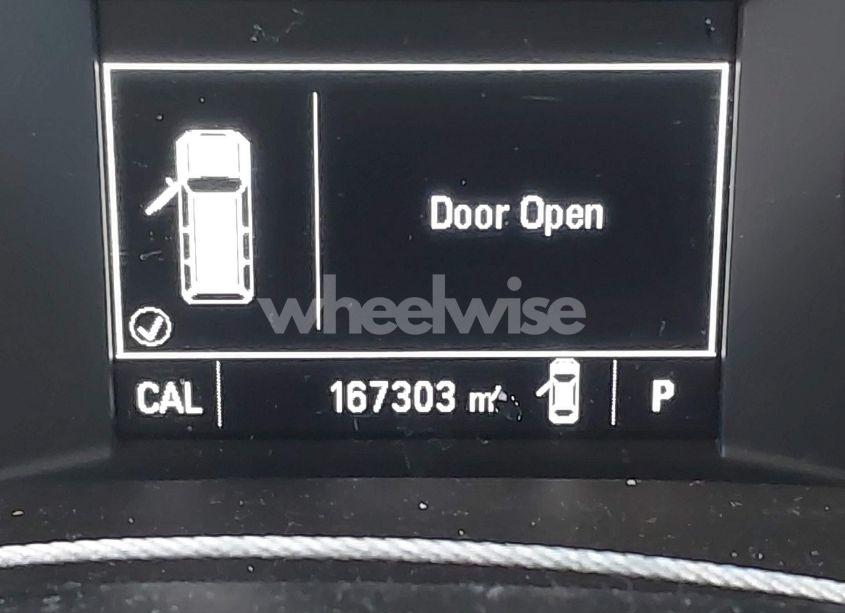 Door Open
wheelwise
CAL 167303 mi P